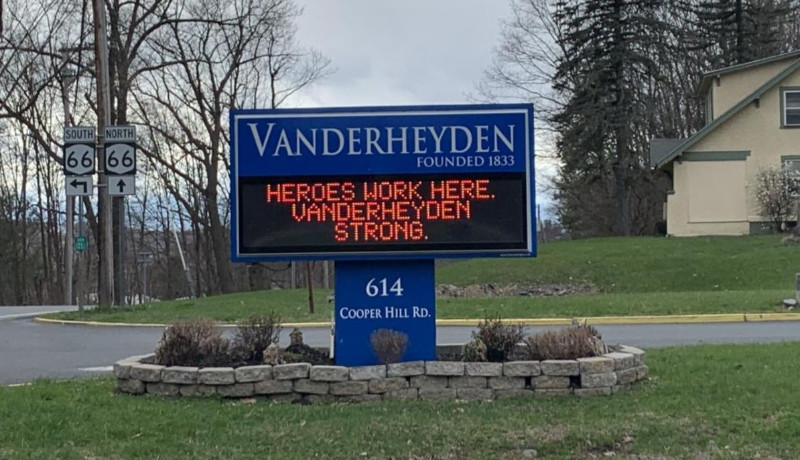 SOUTH
66
NORTH
66
VANDERHEYDEN
FOUNDED 1833
HEROES WORK HERE.
VANDERHEYDEN
STRONG.
614
COOPER HILL RD.